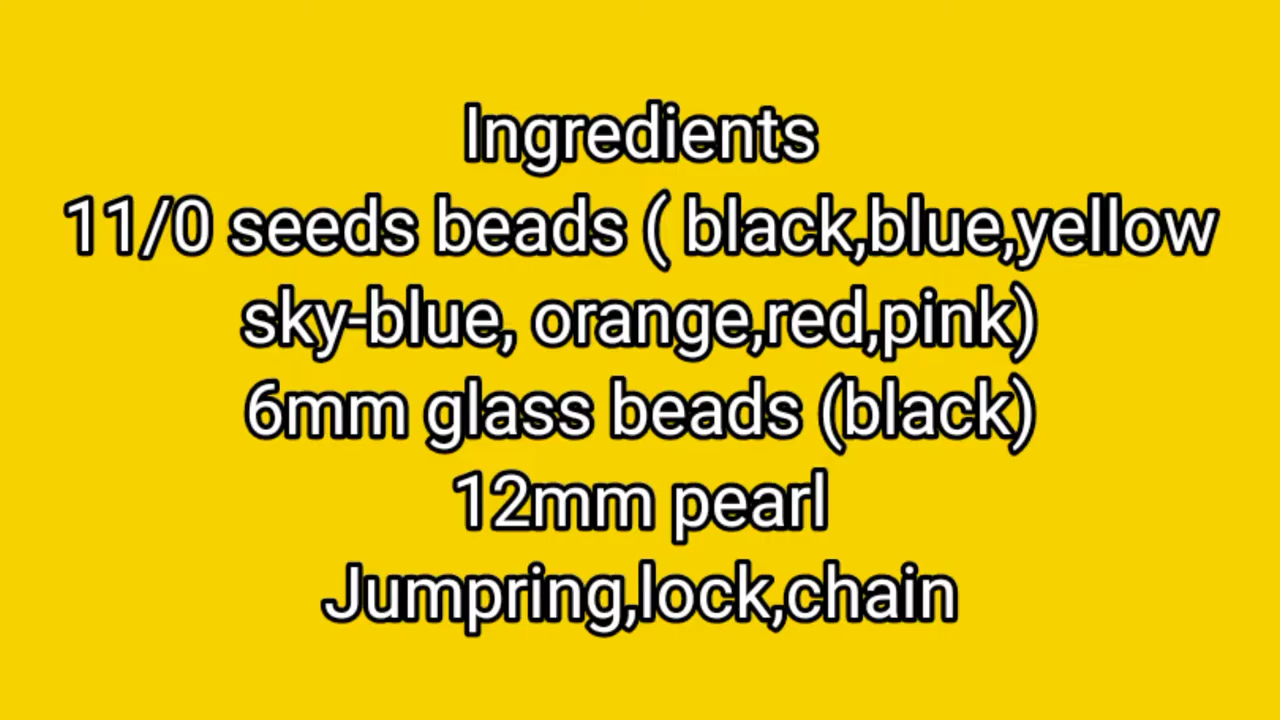 Ingredients
11/0 seeds beads ( black,blue,yellow
sky-blue, orange,red,pink)
6mm glass beads (black)
12mm pearl
Jumpring,lock,chain